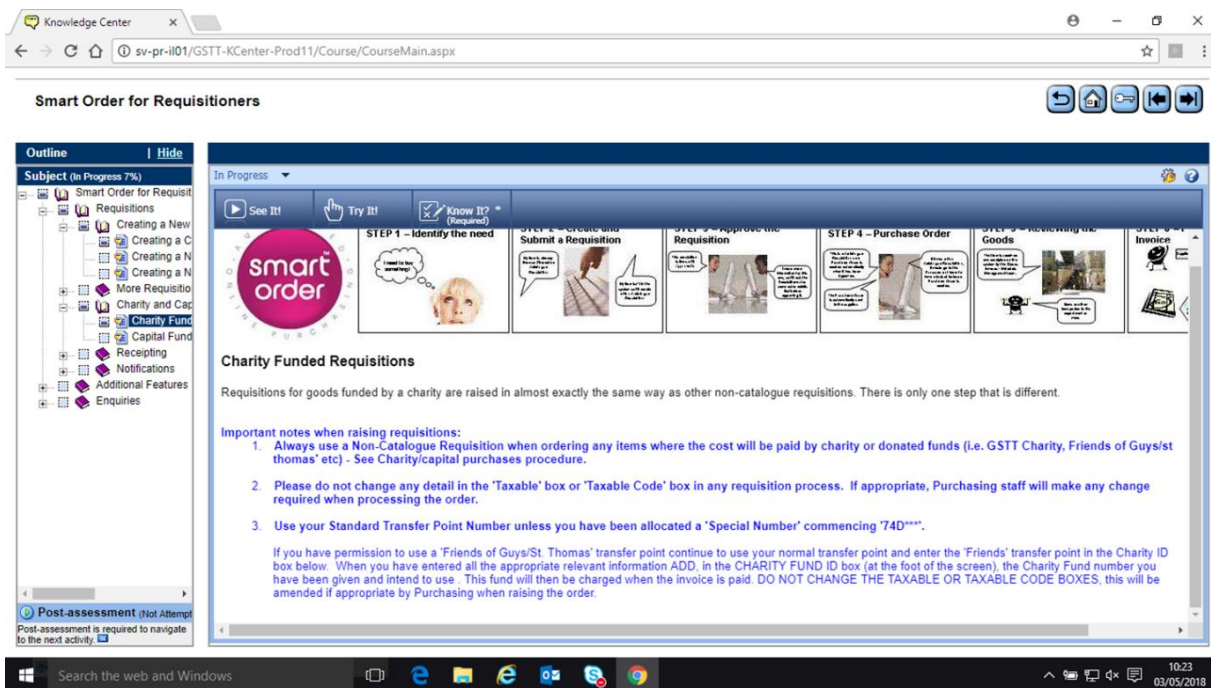 Knowledge Center
sv-pr-il01/GSTT-KCenter-Prod11/Course/CourseMain.aspx
Smart Order for Requisitioners
Outline | Hide
Subject (In Progress 7%)
Smart Order for Requisit
Requisitions
Creating a New
Creating a C
Creating a N
Creating a N
More Requisitio
Charity and Cap
Charity Fund
Capital Fund
Receipting
Notifications
Additional Features
Enquiries
Post-assessment (Not Attempt
Post-assessment is required to navigate
to the next activity.
In Progress
See It! Try It! Know It? *
(Required)
smart
order
STEP 1 – Identify the need
Submit a Requisition
Requisition
STEP 4 – Purchase Order
Goods
Invoice
I need to buy
something!
Charity Funded Requisitions
Requisitions for goods funded by a charity are raised in almost exactly the same way as other non-catalogue requisitions. There is only one step that is different.
Important notes when raising requisitions:
1. Always use a Non-Catalogue Requisition when ordering any items where the cost will be paid by charity or donated funds (i.e. GSTT Charity, Friends of Guys/st
thomas' etc) - See Charity/capital purchases procedure.
2. Please do not change any detail in the 'Taxable' box or 'Taxable Code' box in any requisition process. If appropriate, Purchasing staff will make any change
required when processing the order.
3. Use your Standard Transfer Point Number unless you have been allocated a 'Special Number' commencing '74D***'.
If you have permission to use a 'Friends of Guys/St. Thomas' transfer point continue to use your normal transfer point and enter the 'Friends' transfer point in the Charity ID
box below. When you have entered all the appropriate relevant information ADD, in the CHARITY FUND ID box (at the foot of the screen), the Charity Fund number you
have been given and intend to use . This fund will then be charged when the invoice is paid. DO NOT CHANGE THE TAXABLE OR TAXABLE CODE BOXES, this will be
amended if appropriate by Purchasing when raising the order.
Search the web and Windows
10:23
03/05/2018